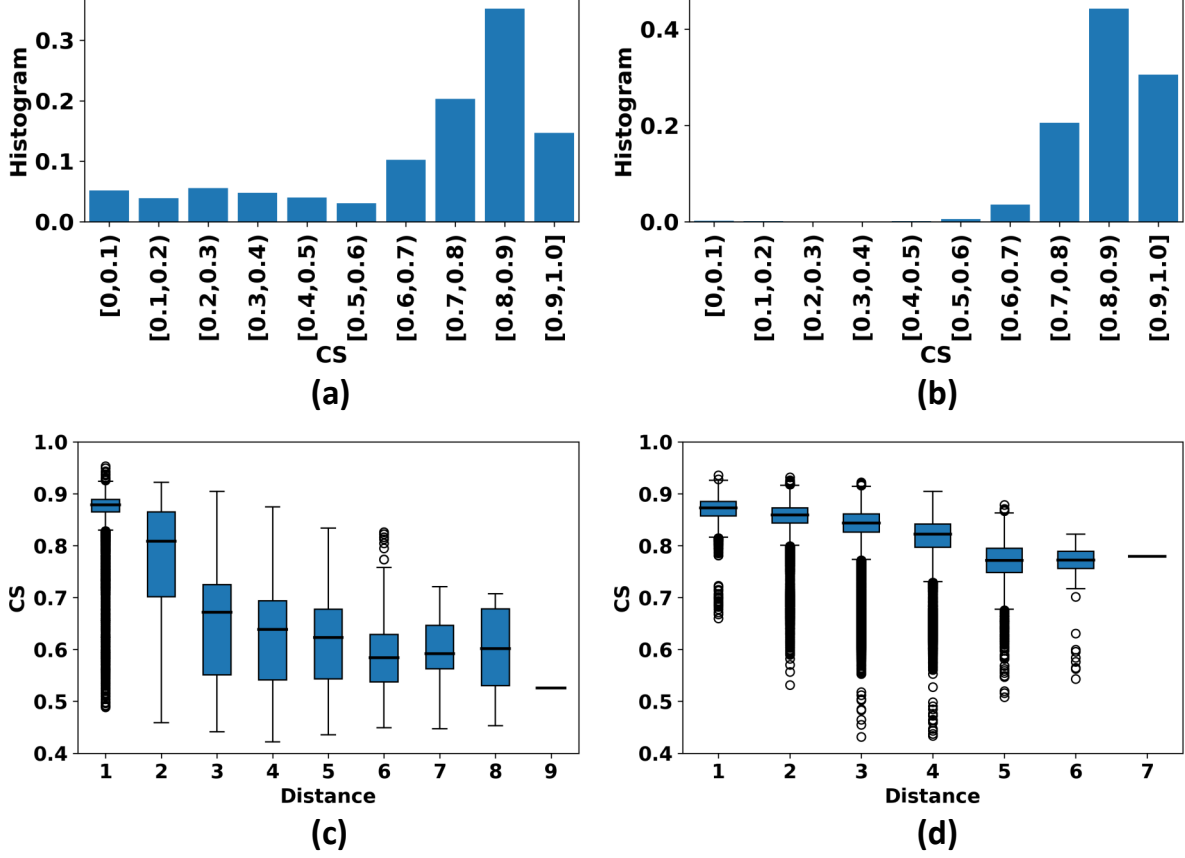 Histogram
0.3
0.2
0.1
0.0
[0,0.1)
[0.1,0.2)
[0.2,0.3)
[0.3,0.4)
[0.4,0.5)
[0.5,0.6)
[0.6,0.7)
[0.7,0.8)
[0.8,0.9)
[0.9,1.0]
CS
(a)
Histogram
0.4
0.2
0.0
[0,0.1)
[0.1,0.2)
[0.2,0.3)
[0.3,0.4)
[0.4,0.5)
[0.5,0.6)
[0.6,0.7)
[0.7,0.8)
[0.8,0.9)
[0.9,1.0]
CS
(b)
CS
1.0
0.9
0.8
0.7
0.6
0.5
0.4
1 2 3 4 5 6 7 8 9
Distance
(c)
CS
1.0
0.9
0.8
0.7
0.6
0.5
0.4
1 2 3 4 5 6 7
Distance
(d)